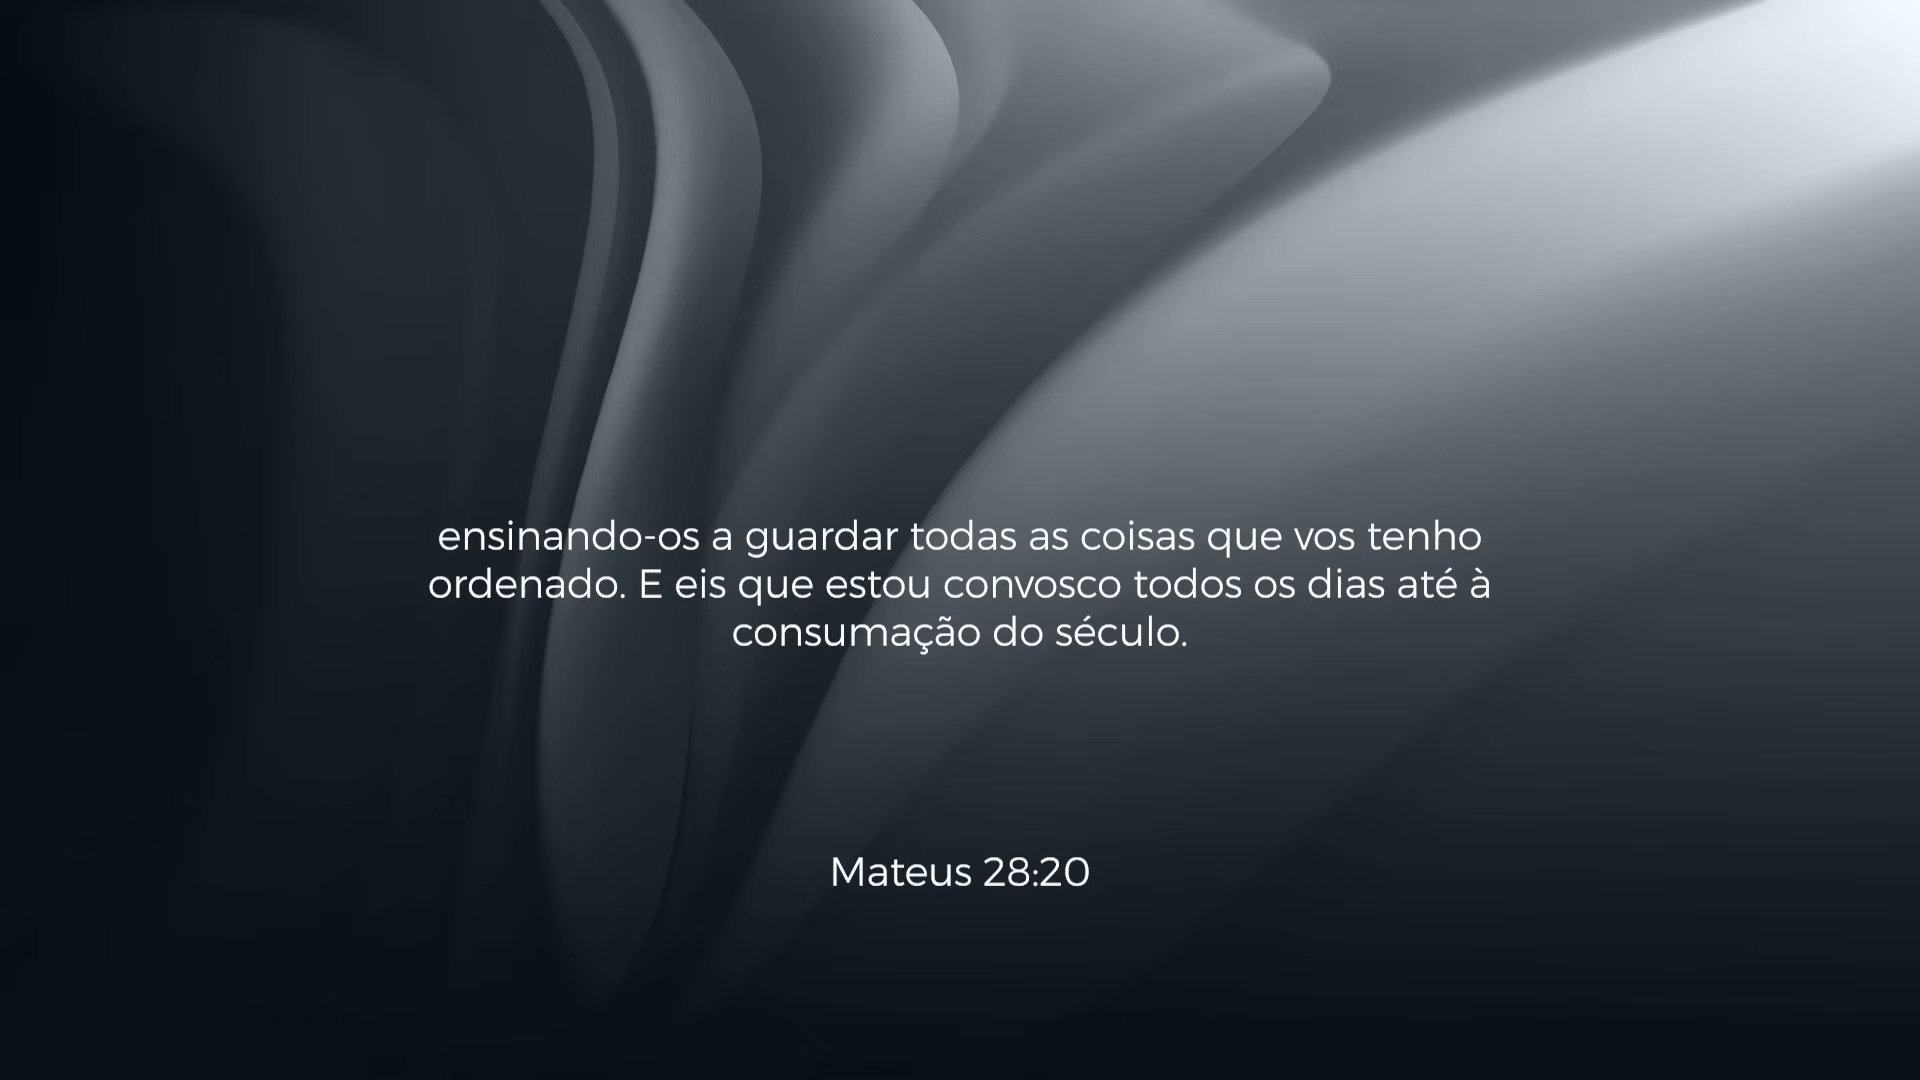 ensinando-os a guardar todas as coisas que vos tenho
ordenado. E eis que estou convosco todos os dias até à
consumação do século.
Mateus 28:20